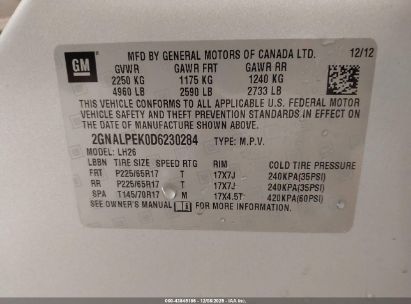 GM
MFD BY GENERAL MOTORS OF CANADA LTD. 12/12
GVWR GAWR FRT GAWR RR
2250 KG 1175 KG 1240 KG
4960 LB 2590 LB 2733 LB
THIS VEHICLE CONFORMS TO ALL APPLICABLE U.S. FEDERAL MOTOR
VEHICLE SAFETY AND THEFT PREVENTION STANDARDS IN EFFECT ON
THE DATE OF MANUFACTURE SHOWN ABOVE.
2GNALPEK0D6230284 TYPE: M.P.V.
MODEL: LH26
LBBN TIRE SIZE SPEED RTG RIM COLD TIRE PRESSURE
FRT P225/65R17 T 17X7J 240KPA(35PSI)
RR P225/65R17 T 17X7J 240KPA(35PSI)
SPA T145/70R17 M 17X4.5T 420KPA(60PSI)
SEE OWNER'S MANUAL FOR MORE INFORMATION.